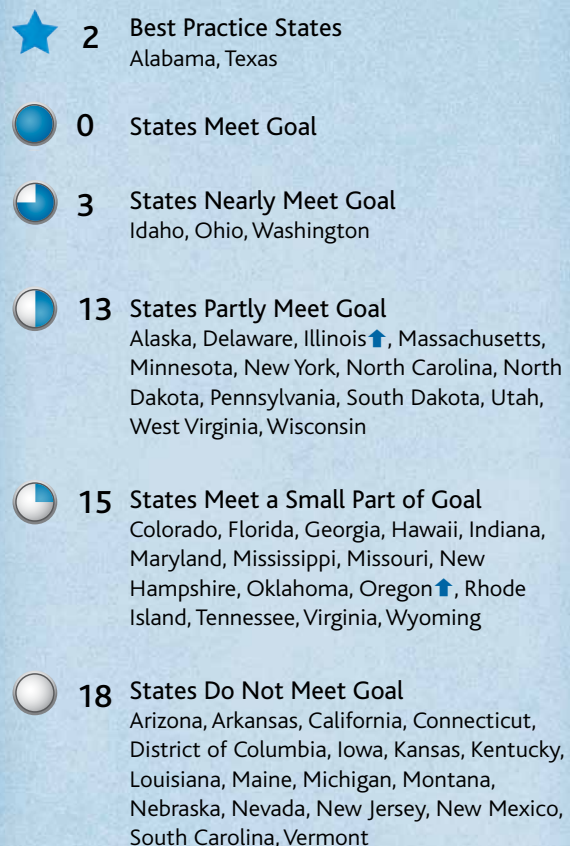 2 Best Practice States
Alabama, Texas
0 States Meet Goal
3 States Nearly Meet Goal
Idaho, Ohio, Washington
13 States Partly Meet Goal
Alaska, Delaware, Illinois⬆, Massachusetts,
Minnesota, New York, North Carolina, North
Dakota, Pennsylvania, South Dakota, Utah,
West Virginia, Wisconsin
15 States Meet a Small Part of Goal
Colorado, Florida, Georgia, Hawaii, Indiana,
Maryland, Mississippi, Missouri, New
Hampshire, Oklahoma, Oregon⬆, Rhode
Island, Tennessee, Virginia, Wyoming
18 States Do Not Meet Goal
Arizona, Arkansas, California, Connecticut,
District of Columbia, Iowa, Kansas, Kentucky,
Louisiana, Maine, Michigan, Montana,
Nebraska, Nevada, New Jersey, New Mexico,
South Carolina, Vermont